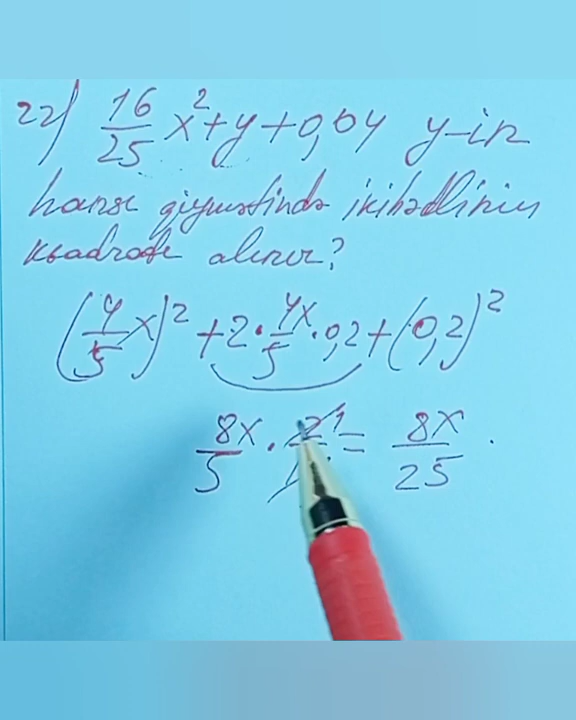 22) 16/25 x² + y + 0,04 y-in
hansı qiymətində ikihədlinin
kvadratı alınır?
(4/5 x)² + 2 · 4x/5 · 0,2 + (0,2)²
8x/5 · 2 1 = 8x/25 .